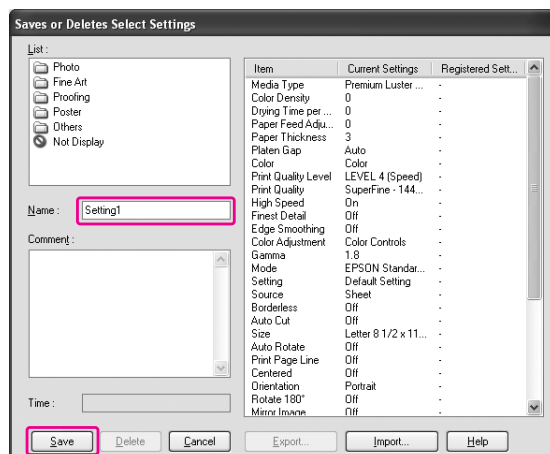 Saves or Deletes Select Settings
List :
Photo
Fine Art
Proofing
Poster
Others
Not Display
Name : Setting1
Comment :
Time :
Item Current Settings Registered Sett...
Media Type Premium Luster ... -
Color Density 0 -
Drying Time per ... 0 -
Paper Feed Adju... 0 -
Paper Thickness 3 -
Platen Gap Auto -
Color Color -
Print Quality Level LEVEL 4 (Speed) -
Print Quality SuperFine - 144... -
High Speed On -
Finest Detail Off -
Edge Smoothing Off -
Color Adjustment Color Controls -
Gamma 1.8 -
Mode EPSON Standar... -
Setting Default Setting -
Source Sheet -
Borderless Off -
Auto Cut Off -
Size Letter 8 1/2 x 11... -
Auto Rotate Off -
Print Page Line Off -
Centered Off -
Orientation Portrait -
Rotate 180° Off -
Mirror Image Off -
Save Delete Cancel Export... Import... Help